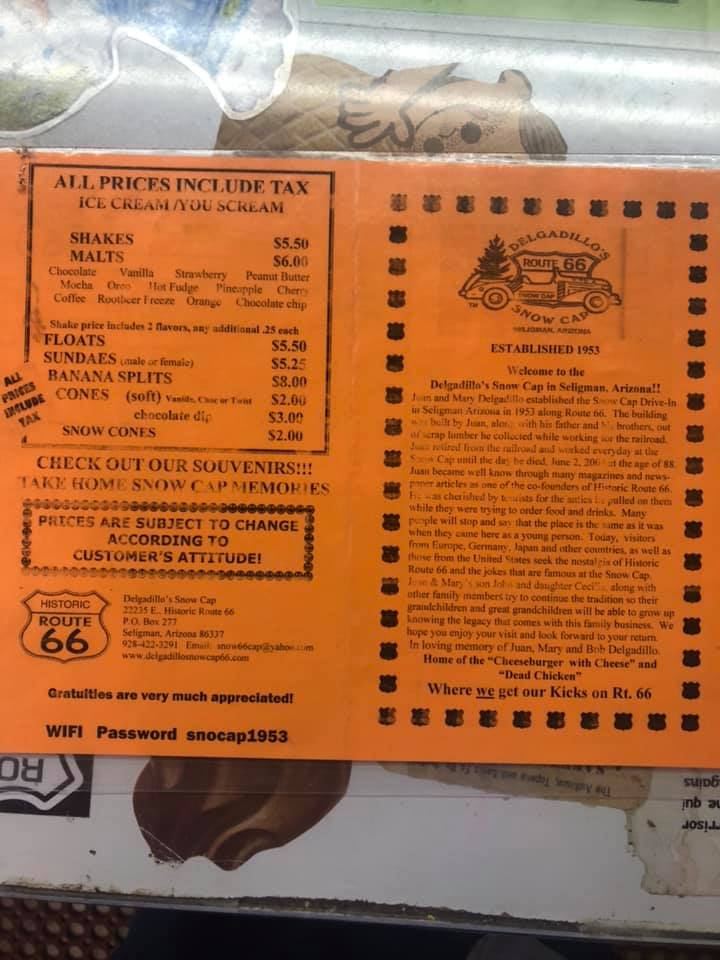 ALL PRICES INCLUDE TAX
ICE CREAM /YOU SCREAM
SHAKES $5.50
MALTS $6.00
Chocolate Vanilla Strawberry Peanut Butter
Mocha Oreo Hot Fudge Pineapple Cherry
Coffee Rootbeer Freeze Orange Chocolate chip
Shake price includes 2 flavors, any additional .25 each
FLOATS $5.50
SUNDAES (male or female) $5.25
BANANA SPLITS $8.00
CONES (soft) Vanilla, Choc or Twist $2.00
chocolate dip $3.00
SNOW CONES $2.00
ALL
PRICES
INCLUDE
TAX
CHECK OUT OUR SOUVENIRS!!!
TAKE HOME SNOW CAP MEMORIES
PRICES ARE SUBJECT TO CHANGE
ACCORDING TO
CUSTOMER'S ATTITUDE!
HISTORIC
ROUTE
66
Delgadillo's Snow Cap
22235 E.. Historic Route 66
P.O. Box 277
Seligman, Arizona 86337
928-422-3291 Email: snow66cap@yahoo.com
www.delgadillosnowcap66.com
Gratuities are very much appreciated!
WIFI Password snocap1953
DELGADILLO'S
ROUTE 66
SNOW CAP
TM
SNOW CAP
SELIGMAN, ARIZONA
ESTABLISHED 1953
Welcome to the
Delgadillo's Snow Cap in Seligman, Arizona!!
Juan and Mary Delgadillo established the Snow Cap Drive-In
in Seligman Arizona in 1953 along Route 66. The building
was built by Juan, along with his father and his brothers, out
of scrap lumber he collected while working for the railroad.
Juan retired from the railroad and worked everyday at the
Snow Cap until the day he died, June 2, at the age of 88.
Juan became well know through many magazines and news-
paper articles as one of the co-founders of Historic Route 66.
He was cherished by tourists for the antics he pulled on them
while they were trying to order food and drinks. Many
people will stop and say that the place is the same as it was
when they came here as a young person. Today, visitors
from Europe, Germany, Japan and other countries, as well as
those from the United States seek the nostalgia of Historic
Route 66 and the jokes that are famous at the Snow Cap.
Juan & Mary's son John and daughter Cecilia, along with
other family members try to continue the tradition so their
grandchildren and great grandchildren will be able to grow up
knowing the legacy that comes with this family business. We
hope you enjoy your visit and look forward to your return.
In loving memory of Juan, Mary and Bob Delgadillo.
Home of the "Cheeseburger with Cheese" and
"Dead Chicken"
Where we get our Kicks on Rt. 66
RO